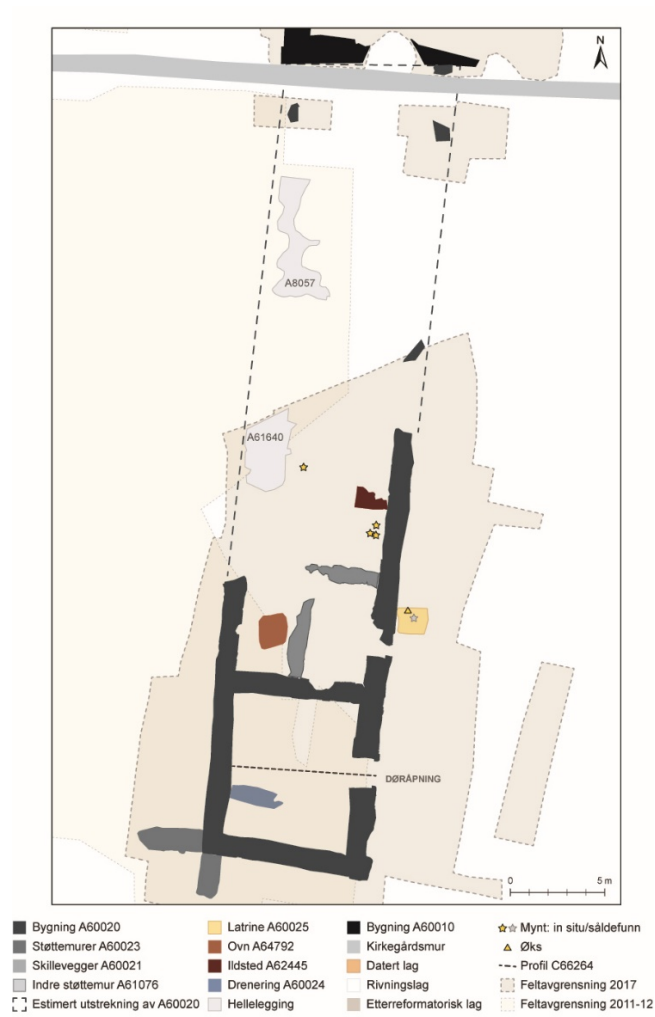 N
A8057
A61640
DØRÅPNING
0 5 m
Bygning A60020
Støttemurer A60023
Skillevegger A60021
Indre støttemur A61076
Estimert utstrekning av A60020
Latrine A60025
Ovn A64792
Ildsted A62445
Drenering A60024
Hellelegging
Bygning A60010
Kirkegårdsmur
Datert lag
Rivningslag
Etterreformatorisk lag
Mynt: in situ/såldefunn
Øks
Profil C66264
Feltavgrensning 2017
Feltavgrensning 2011-12